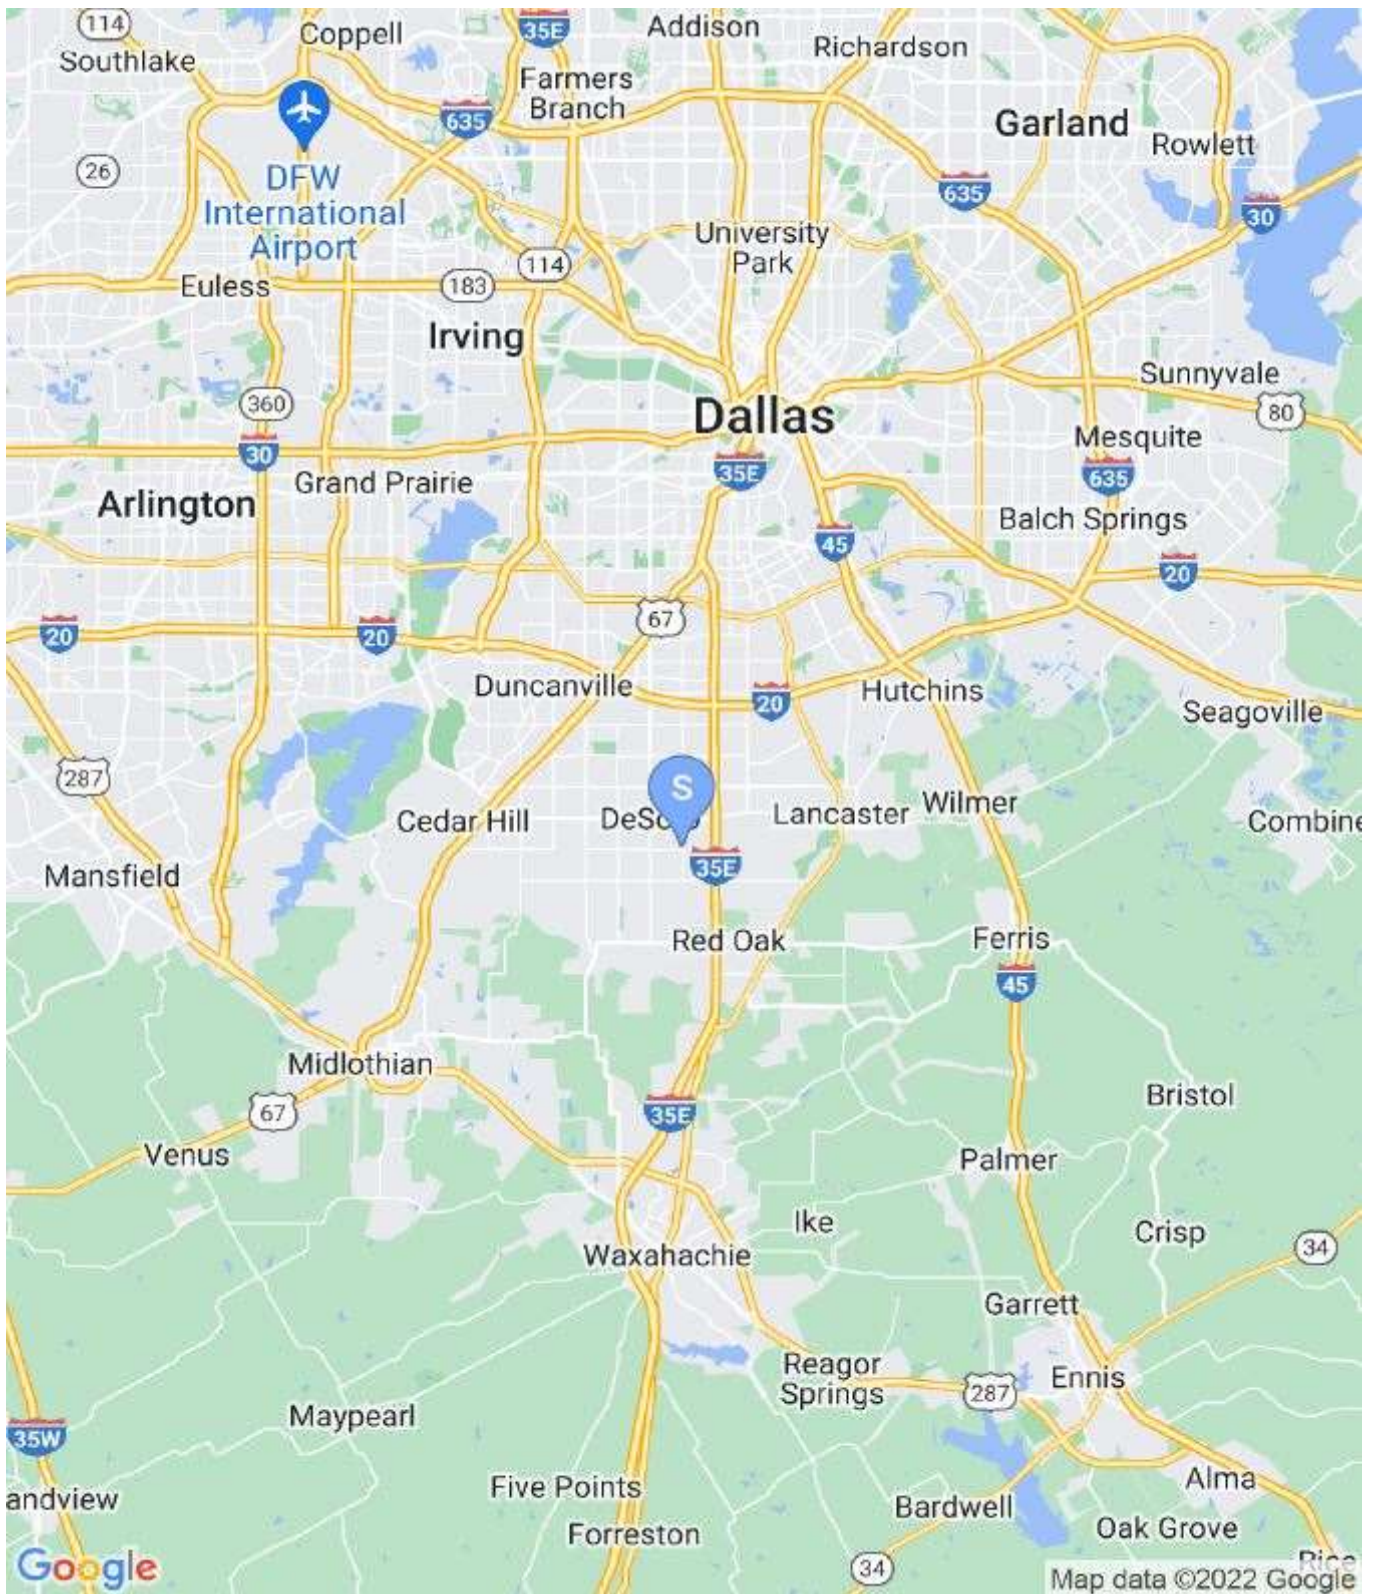 114
Coppell
35E
Addison
Richardson
Southlake
Farmers
Branch
635
Garland
Rowlett
26
DFW
International
Airport
635
30
University
Park
114
Euless
183
Irving
Sunnyvale
360
80
Dallas
Mesquite
30
35E
635
Grand Prairie
Arlington
Balch Springs
45
20
67
20
20
Duncanville
20
Hutchins
Seagoville
287
S
Cedar Hill
Lancaster
Wilmer
Combine
35E
Mansfield
Red Oak
Ferris
45
Midlothian
67
35E
Bristol
Venus
Palmer
Ike
Crisp
34
Waxahachie
Garrett
Reagor
Springs
287
Ennis
Maypearl
35W
Five Points
Alma
andview
Bardwell
Forreston
Oak Grove
34
Google
Map data ©2022 Google